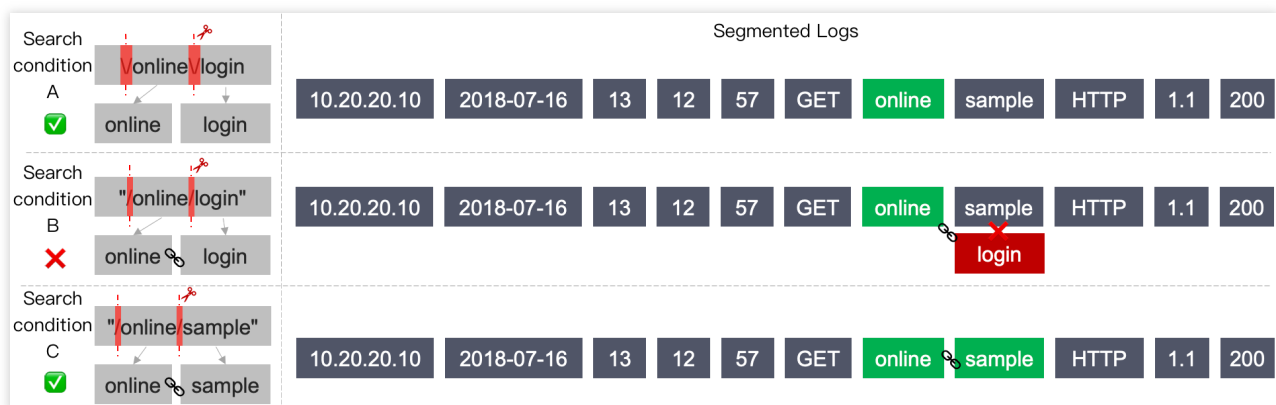 Segmented Logs
Search
condition
A
\/online\/login
online login
10.20.20.10 2018-07-16 13 12 57 GET online sample HTTP 1.1 200
Search
condition
B
"/online/login"
online login
10.20.20.10 2018-07-16 13 12 57 GET online sample HTTP 1.1 200
login
Search
condition
C
"/online/sample"
online sample
10.20.20.10 2018-07-16 13 12 57 GET online sample HTTP 1.1 200